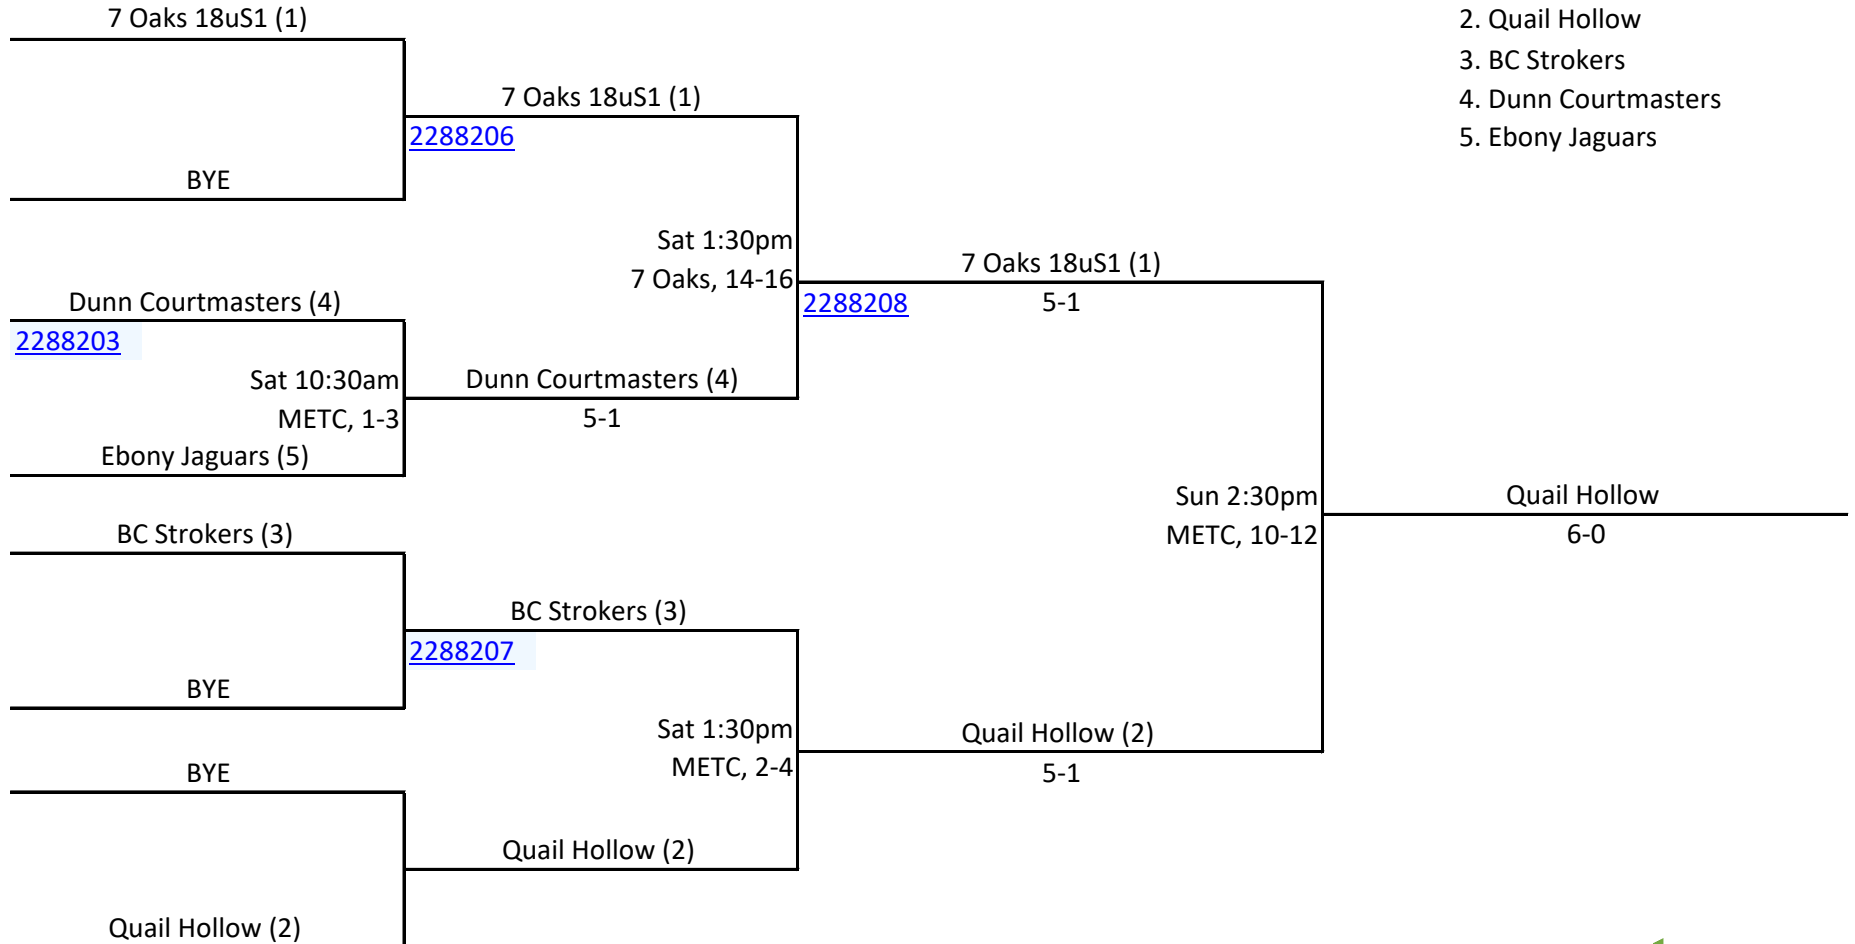 7 Oaks 18uS1 (1)
2. Quail Hollow
3. BC Strokers
7 Oaks 18uS1 (1)
4. Dunn Courtmasters
2288206
5. Ebony Jaguars
BYE
Sat 1:30pm
7 Oaks, 14-16
7 Oaks 18uS1 (1)
2288208
5-1
Dunn Courtmasters (4)
2288203
Sat 10:30am
METC, 1-3
Dunn Courtmasters (4)
5-1
Ebony Jaguars (5)
Sun 2:30pm
METC, 10-12
Quail Hollow
6-0
BC Strokers (3)
BC Strokers (3)
2288207
BYE
Sat 1:30pm
METC, 2-4
Quail Hollow (2)
5-1
BYE
Quail Hollow (2)
Quail Hollow (2)